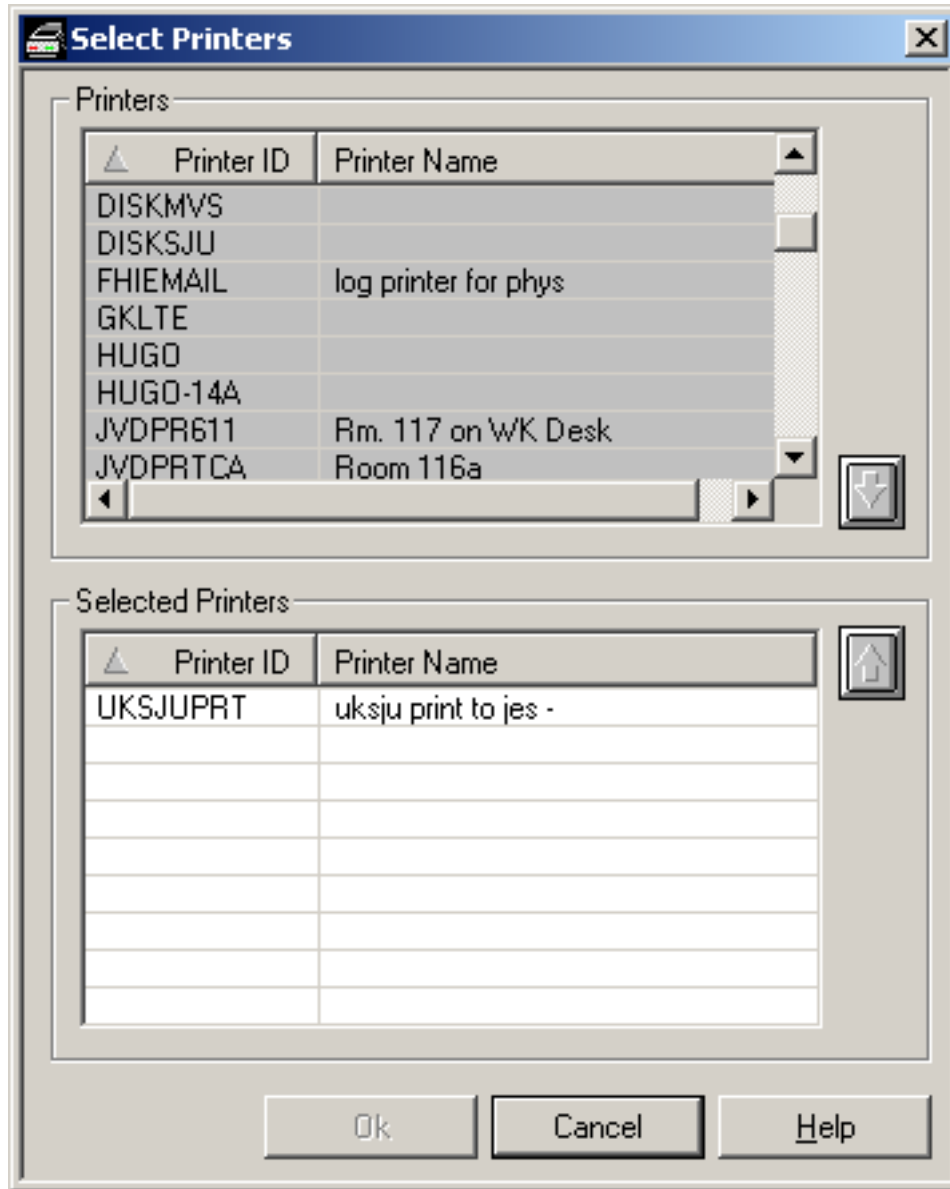 Select Printers
Printers
Printer ID Printer Name
DISKMVS
DISKSJU
FHIEMAIL log printer for phys
GKLTE
HUGO
HUGO-14A
JVDPR611 Rm. 117 on WK Desk
JVDPRTCA Room 116a
Selected Printers
Printer ID Printer Name
UKSJUPRT uksju print to jes -
Ok Cancel Help